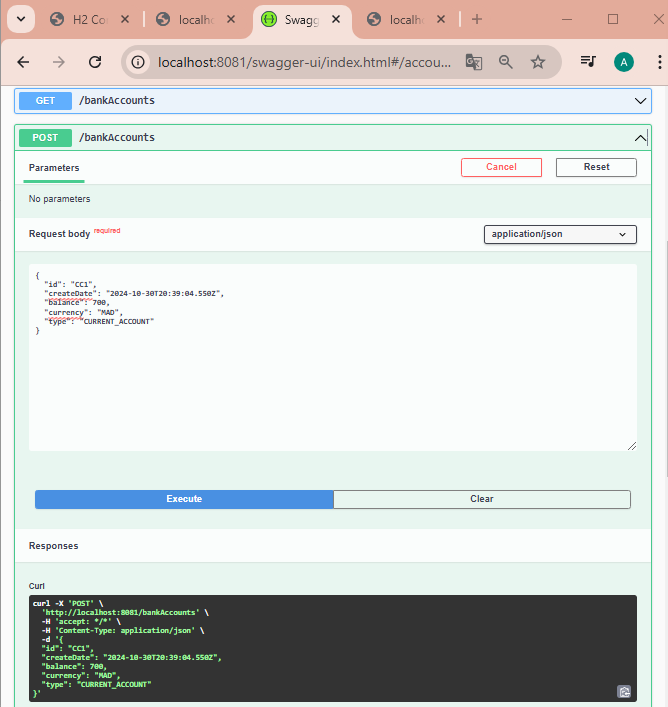 H2 Co
localh
Swagg
localh
localhost:8081/swagger-ui/index.html#/accou...
A
GET /bankAccounts
POST /bankAccounts
Parameters
Cancel
Reset
No parameters
Request body required
application/json
{
"id": "CC1",
"createDate": "2024-10-30T20:39:04.550Z",
"balance": 700,
"currency": "MAD",
"type": "CURRENT_ACCOUNT"
}
Execute
Clear
Responses
Curl
curl -X 'POST' \
'http://localhost:8081/bankAccounts' \
-H 'accept: */*' \
-H 'Content-Type: application/json' \
-d '{
"id": "CC1",
"createDate": "2024-10-30T20:39:04.550Z",
"balance": 700,
"currency": "MAD",
"type": "CURRENT_ACCOUNT"
}'